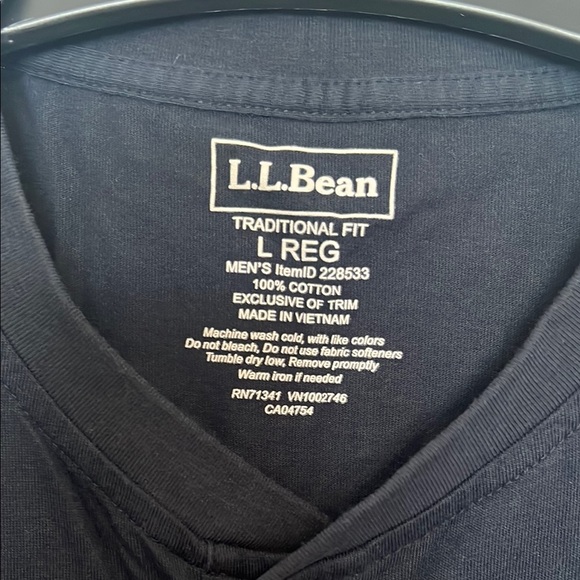 L.L.Bean
TRADITIONAL FIT
L REG
MEN'S ItemID 228533
100% COTTON
EXCLUSIVE OF TRIM
MADE IN VIETNAM
Machine wash cold, with like colors
Do not bleach, Do not use fabric softeners
Tumble dry low, Remove promptly
Warm iron if needed
RN71341 VN1002746
CA04754